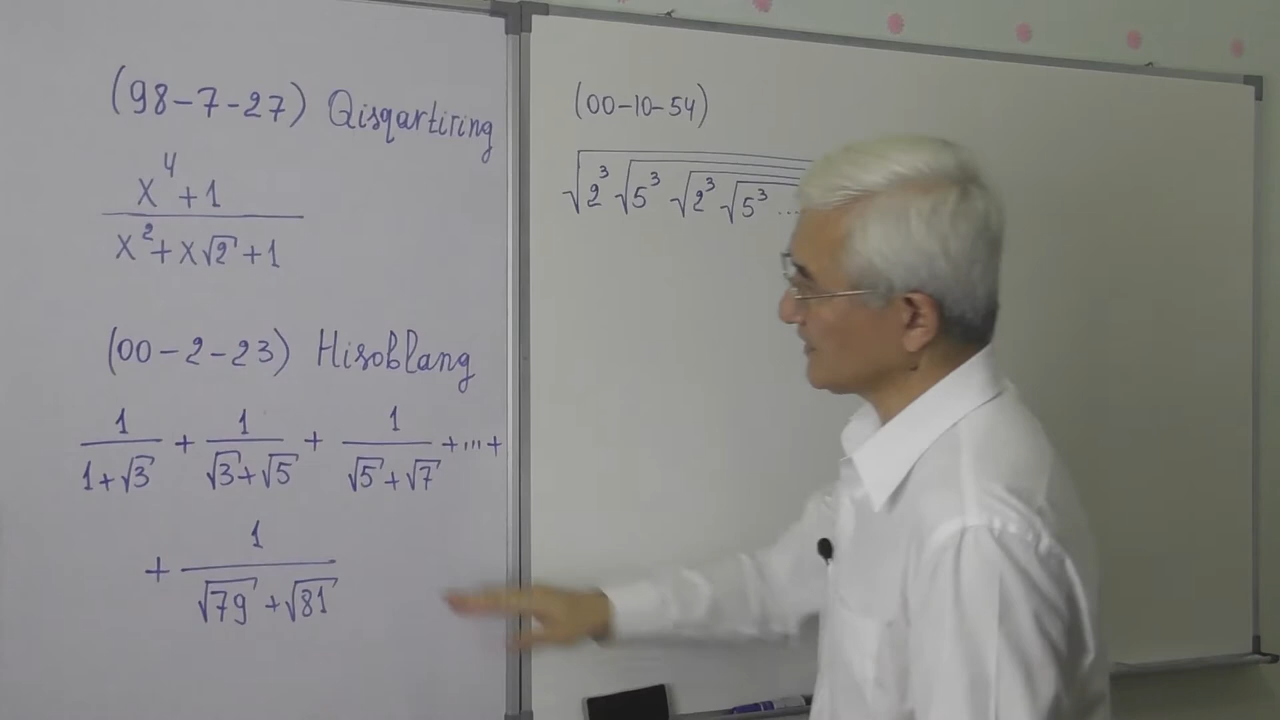 (98-7-27) Qisqartiring
x⁴+1
x²+x√2+1
(00-2-23) Hisoblang
1/(1+√3) + 1/(√3+√5) + 1/(√5+√7) +...+
+ 1/(√79+√81)
(00-10-54)
√(2³√(5³√(2³√(5³...